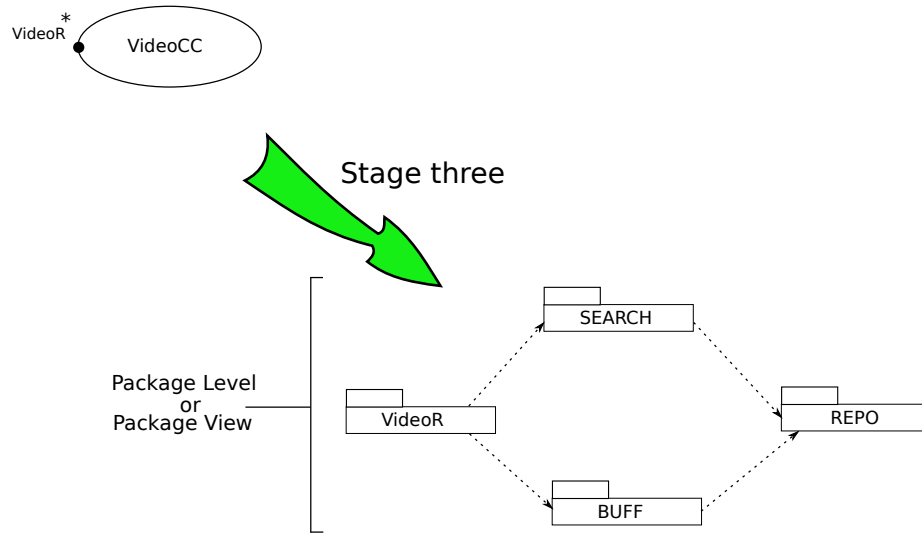 *
VideoR
VideoCC
Stage three
SEARCH
Package Level
or
Package View
VideoR
REPO
BUFF